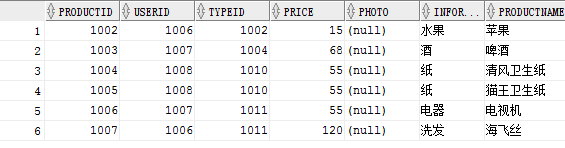 PRODUCTID USERID TYPEID PRICE PHOTO INFOR... PRODUCTNAME
1 1002 1006 1002 15 (null) 水果 苹果
2 1003 1007 1004 68 (null) 酒 啤酒
3 1004 1008 1010 55 (null) 纸 清风卫生纸
4 1005 1008 1010 55 (null) 纸 猫王卫生纸
5 1006 1007 1011 55 (null) 电器 电视机
6 1007 1006 1011 120 (null) 洗发 海飞丝